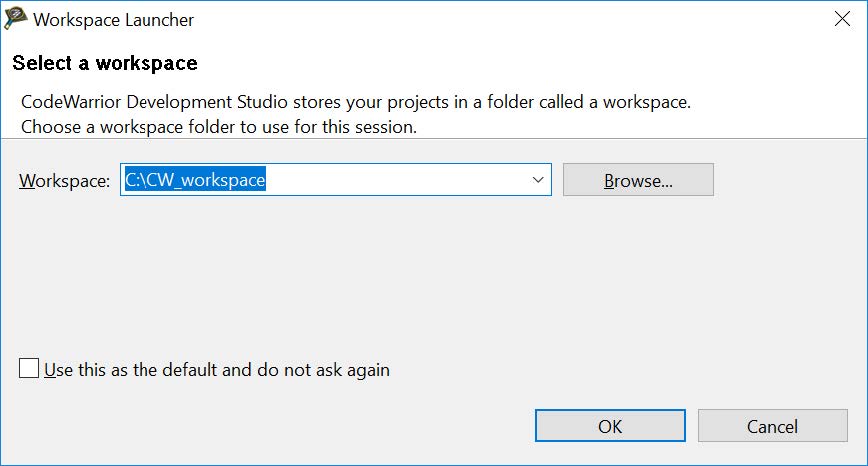 Workspace Launcher
Select a workspace
CodeWarrior Development Studio stores your projects in a folder called a workspace.
Choose a workspace folder to use for this session.
Workspace: C:\CW_workspace Browse...
Use this as the default and do not ask again
OK Cancel